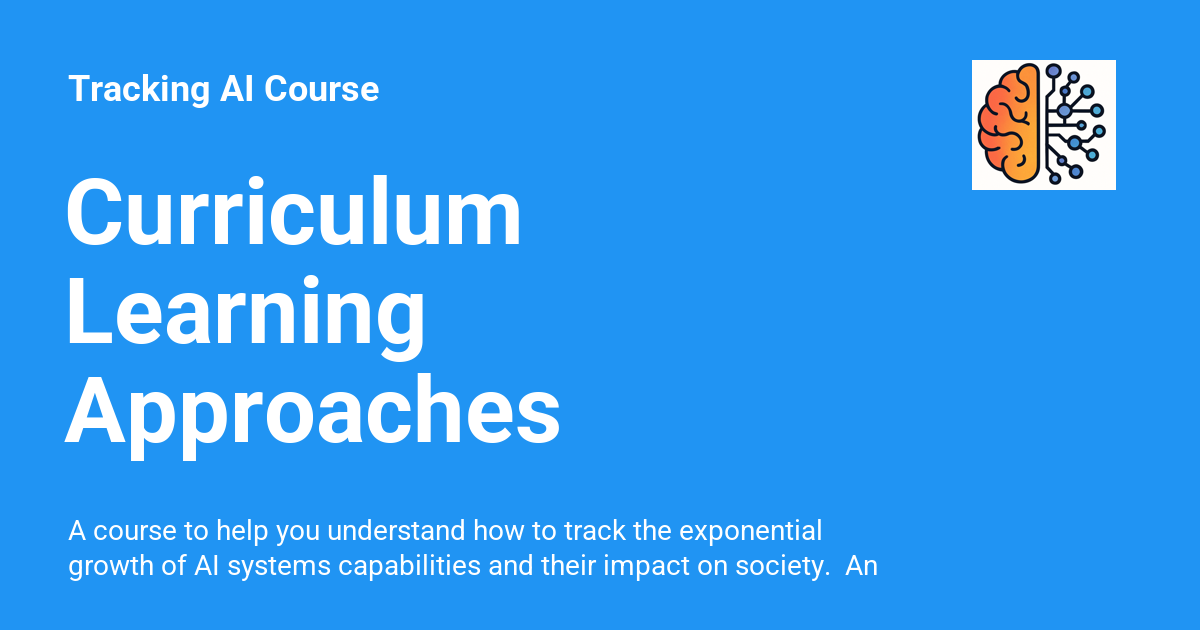 Tracking AI Course
Curriculum
Learning
Approaches
A course to help you understand how to track the exponential
growth of AI systems capabilities and their impact on society.  An